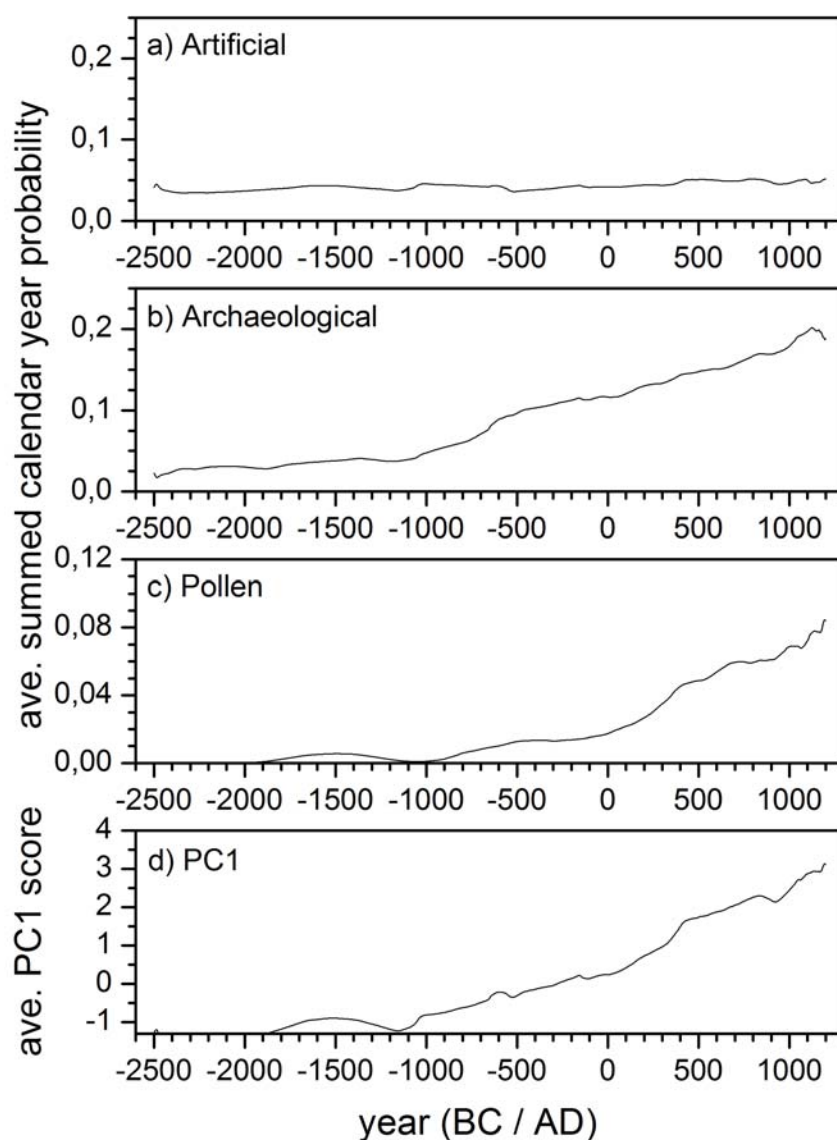 ave. summed calendar year probability
a) Artificial
0,2
0,1
0,0
-2500 -2000 -1500 -1000 -500 0 500 1000
b) Archaeological
0,2
0,1
0,0
-2500 -2000 -1500 -1000 -500 0 500 1000
c) Pollen
0,12
0,08
0,04
0,00
-2500 -2000 -1500 -1000 -500 0 500 1000
ave. PC1 score
d) PC1
4
3
2
1
0
-1
-2500 -2000 -1500 -1000 -500 0 500 1000
year (BC / AD)